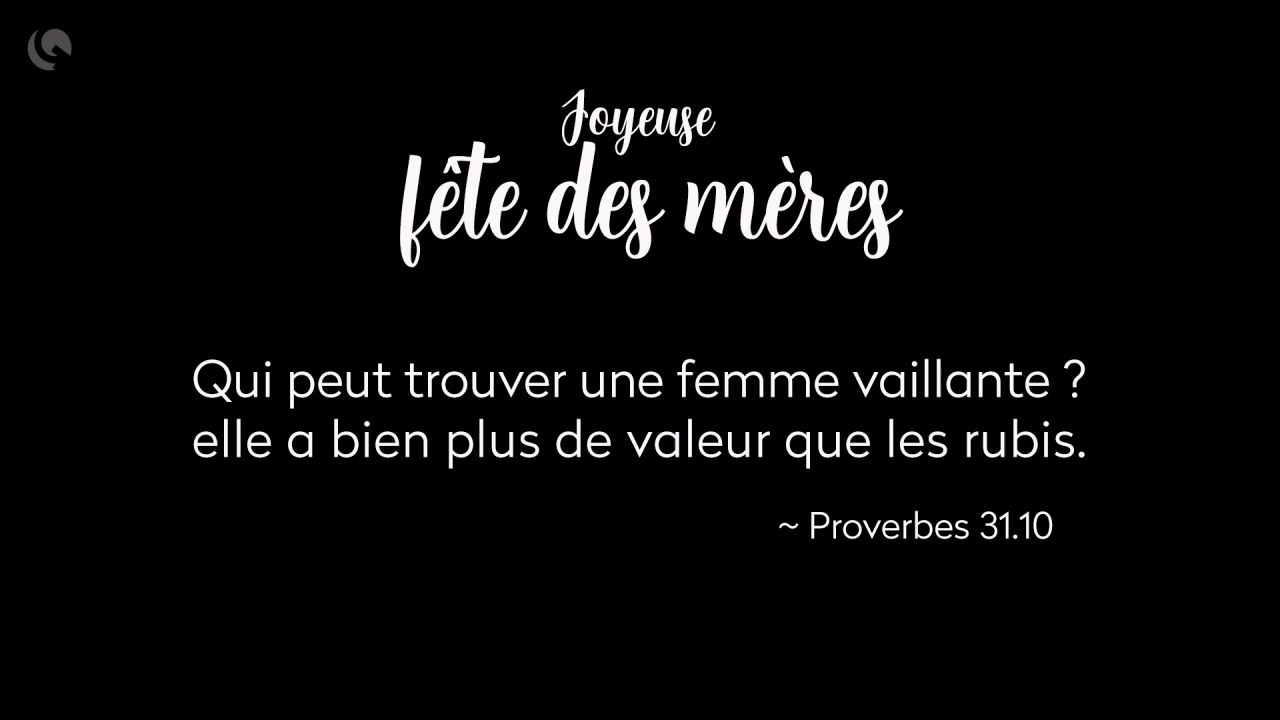 Joyeuse
fête des mères
Qui peut trouver une femme vaillante ?
elle a bien plus de valeur que les rubis.
~ Proverbes 31.10